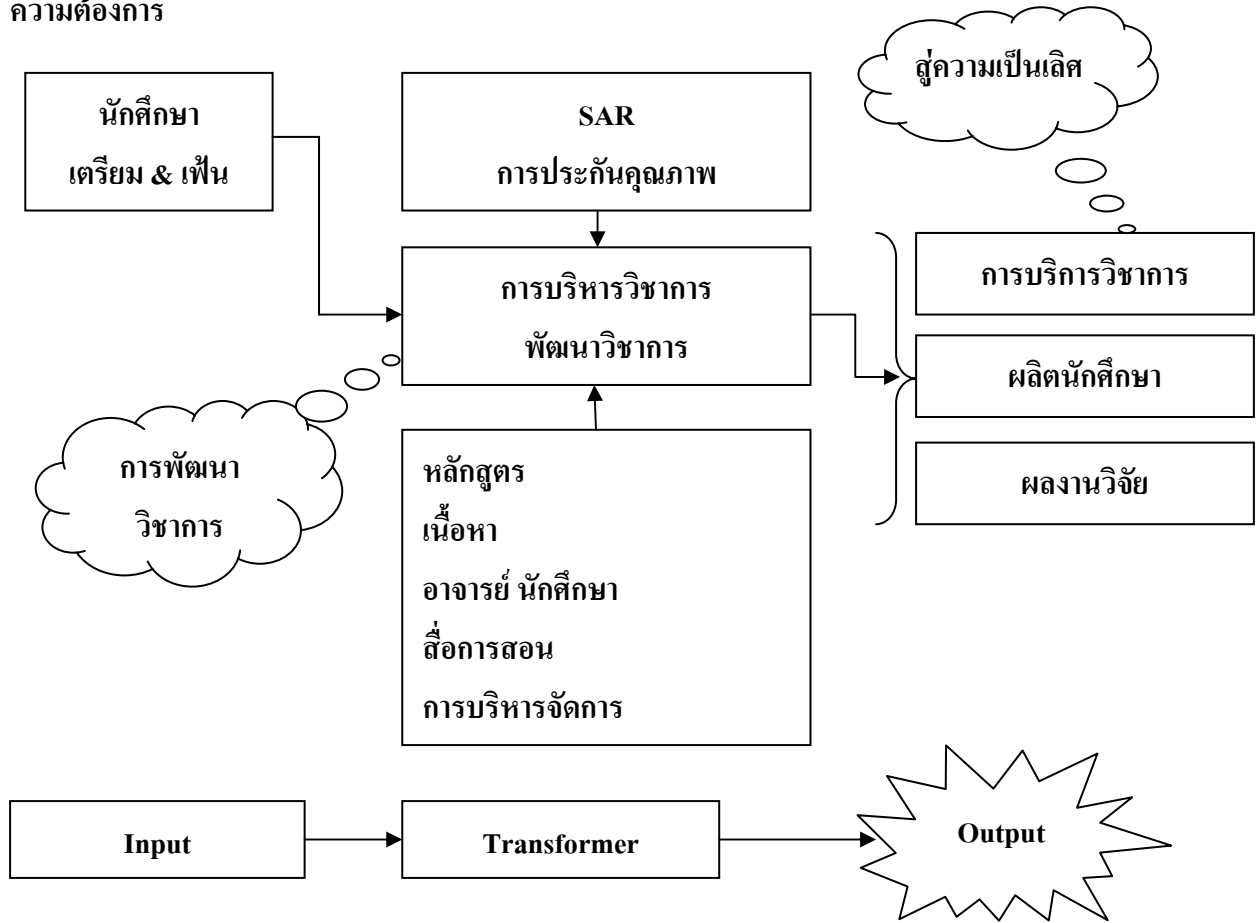 ความต้องการ
สู่ความเป็นเลิศ
นักศึกษา
เตรียม & เฟ้น
SAR
การประกันคุณภาพ
การบริหารวิชาการ
พัฒนาวิชาการ
การบริการวิชาการ
ผลิตนักศึกษา
ผลงานวิจัย
การพัฒนา
วิชาการ
หลักสูตร
เนื้อหา
อาจารย์ นักศึกษา
สื่อการสอน
การบริหารจัดการ
Input
Transformer
Output